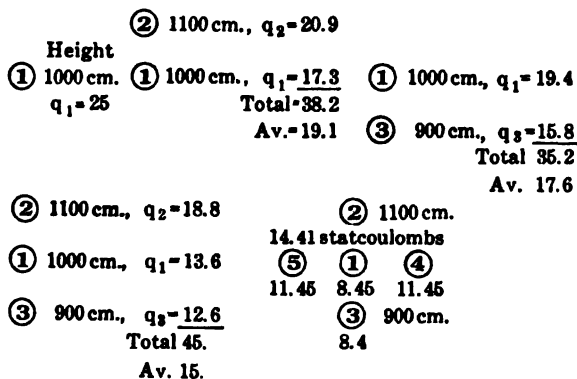 ② 1100 cm., q₂=20.9
Height
① 1000 cm. ① 1000 cm., q₁=17.3 ① 1000 cm., q₁=19.4
q₁=25 Total=38.2
Av.=19.1 ③ 900 cm., q₃=15.8
Total 35.2
Av. 17.6
② 1100 cm., q₂=18.8 ② 1100 cm.
14.41 statcoulombs
① 1000 cm., q₁=13.6 ⑤ ① ④
11.45 8.45 11.45
③ 900 cm., q₃=12.6 ③ 900 cm.
Total 45. 8.4
Av. 15.